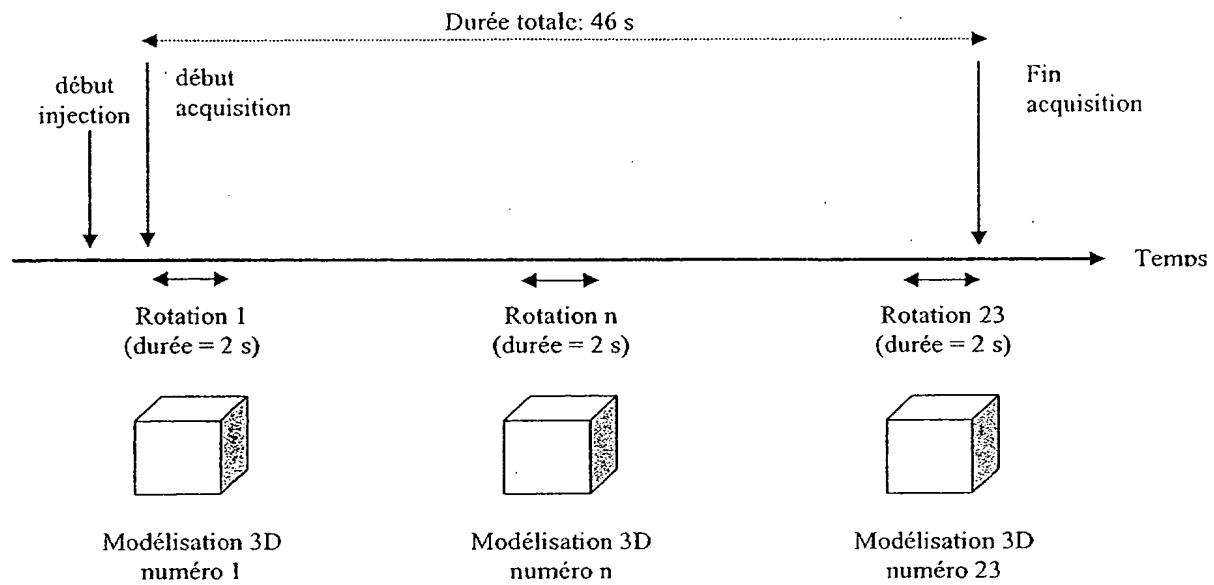 Durée totale: 46 s
début
injection
début
acquisition
Fin
acquisition
Temps
Rotation 1
(durée = 2 s)
Rotation n
(durée = 2 s)
Rotation 23
(durée = 2 s)
Modélisation 3D
numéro 1
Modélisation 3D
numéro n
Modélisation 3D
numéro 23